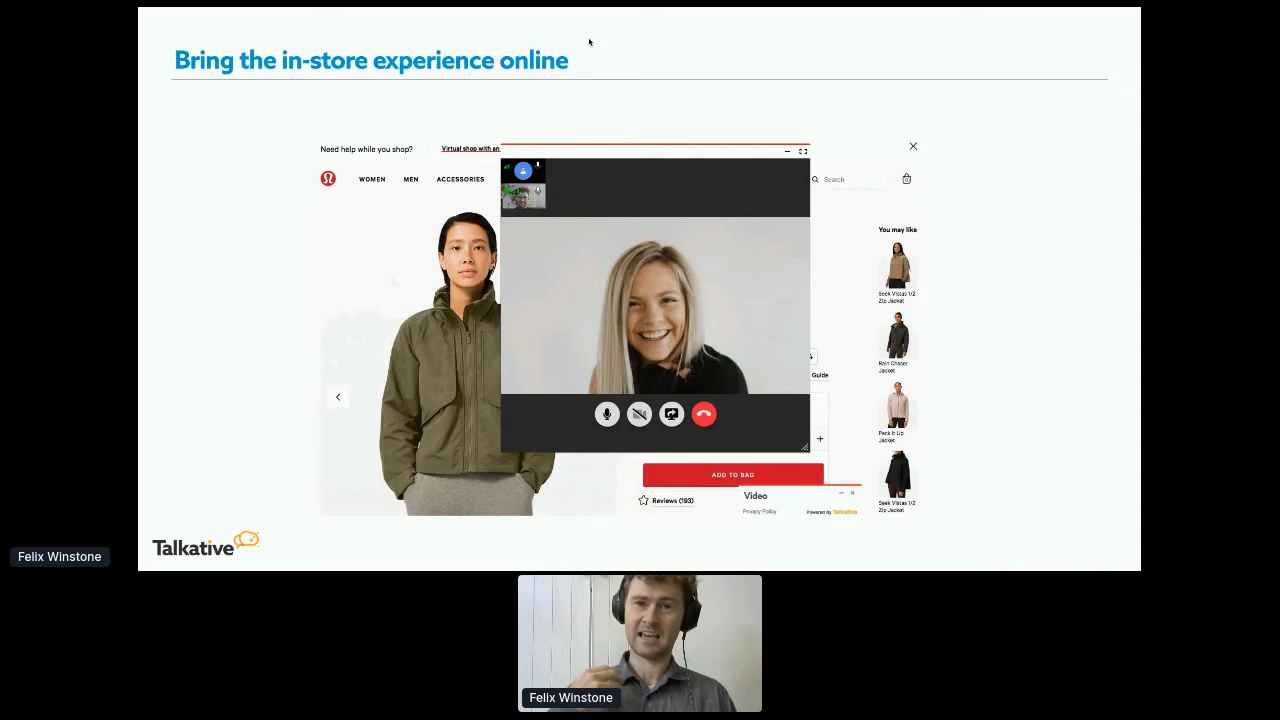 Bring the in-store experience online
Need help while you shop?
Virtual shop with an
WOMEN
MEN
ACCESSORIES
Search
0
You may like
Seek Vistas 1/2
Zip Jacket
Rain Chaser
Jacket
Guide
Pack It Up
Jacket
ADD TO BAG
Reviews (193)
Video
Privacy Policy
Powered by Talkative
Seek Vistas 1/2
Zip Jacket
Talkative
Felix Winstone
Felix Winstone